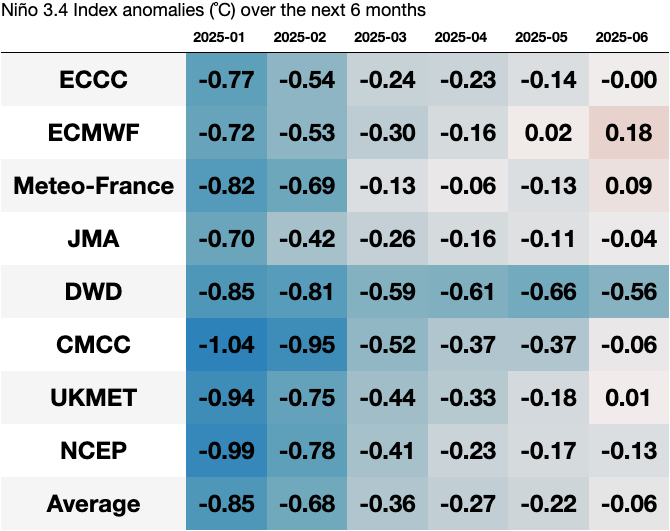 Niño 3.4 Index anomalies (°C) over the next 6 months
2025-01 2025-02 2025-03 2025-04 2025-05 2025-06
ECCC -0.77 -0.54 -0.24 -0.23 -0.14 -0.00
ECMWF -0.72 -0.53 -0.30 -0.16 0.02 0.18
Meteo-France -0.82 -0.69 -0.13 -0.06 -0.13 0.09
JMA -0.70 -0.42 -0.26 -0.16 -0.11 -0.04
DWD -0.85 -0.81 -0.59 -0.61 -0.66 -0.56
CMCC -1.04 -0.95 -0.52 -0.37 -0.37 -0.06
UKMET -0.94 -0.75 -0.44 -0.33 -0.18 0.01
NCEP -0.99 -0.78 -0.41 -0.23 -0.17 -0.13
Average -0.85 -0.68 -0.36 -0.27 -0.22 -0.06